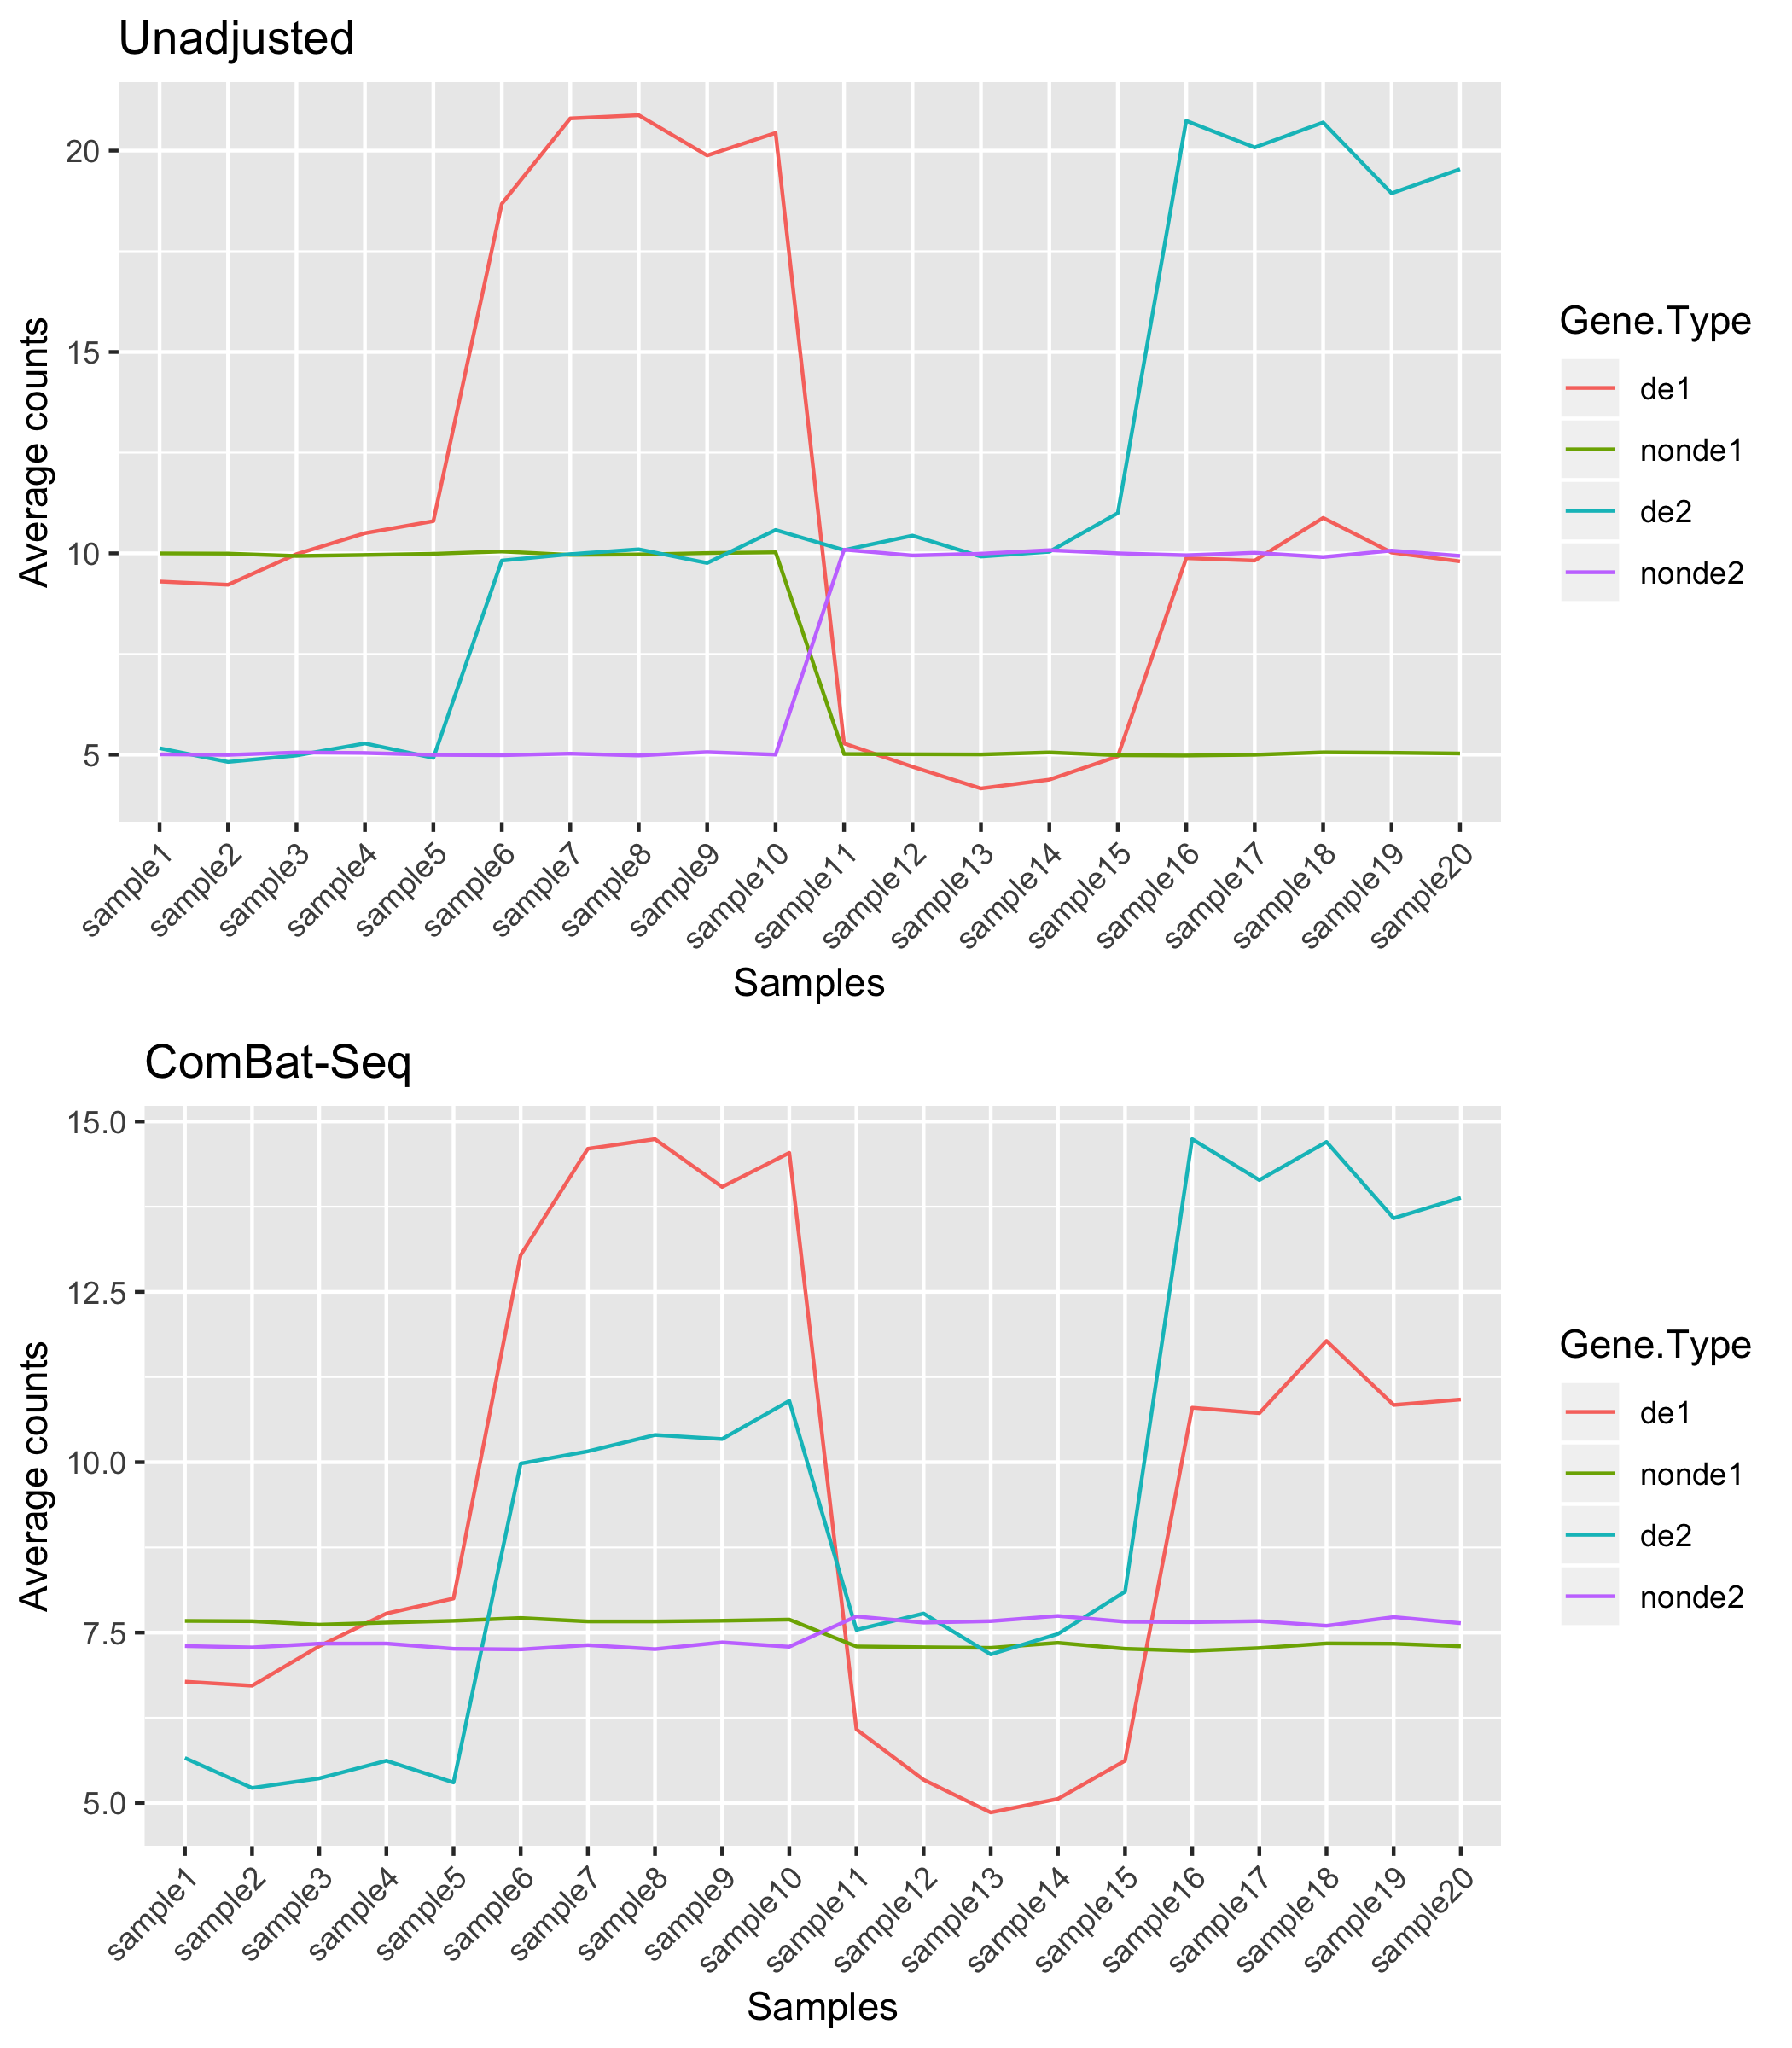 Unadjusted
Average counts
20
15
10
5
sample1
sample2
sample3
sample4
sample5
sample6
sample7
sample8
sample9
sample10
sample11
sample12
sample13
sample14
sample15
sample16
sample17
sample18
sample19
sample20
Samples
Gene.Type
de1
nonde1
de2
nonde2
ComBat-Seq
Average counts
15.0
12.5
10.0
7.5
5.0
sample1
sample2
sample3
sample4
sample5
sample6
sample7
sample8
sample9
sample10
sample11
sample12
sample13
sample14
sample15
sample16
sample17
sample18
sample19
sample20
Samples
Gene.Type
de1
nonde1
de2
nonde2